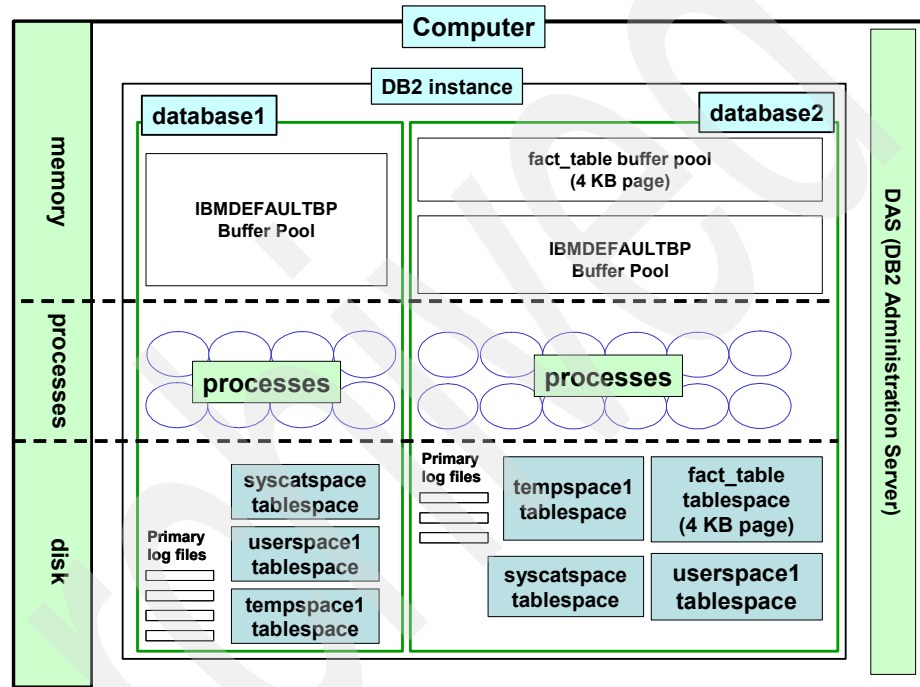 Computer
DB2 instance
database1
database2
memory
processes
disk
DAS (DB2 Administration Server)
IBMDEFAULTBP
Buffer Pool
fact_table buffer pool
(4 KB page)
IBMDEFAULTBP
Buffer Pool
processes
processes
Primary
log files
syscatspace
tablespace
userspace1
tablespace
tempspace1
tablespace
Primary
log files
tempspace1
tablespace
fact_table
tablespace
(4 KB page)
syscatspace
tablespace
userspace1
tablespace